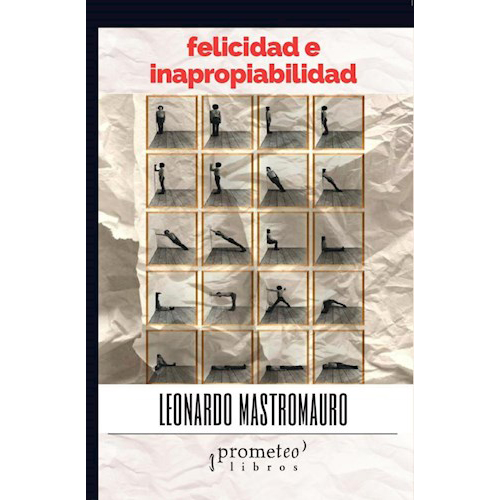 felicidad e
inapropiabilidad
LEONARDO MASTROMAURO
prometeo
libros